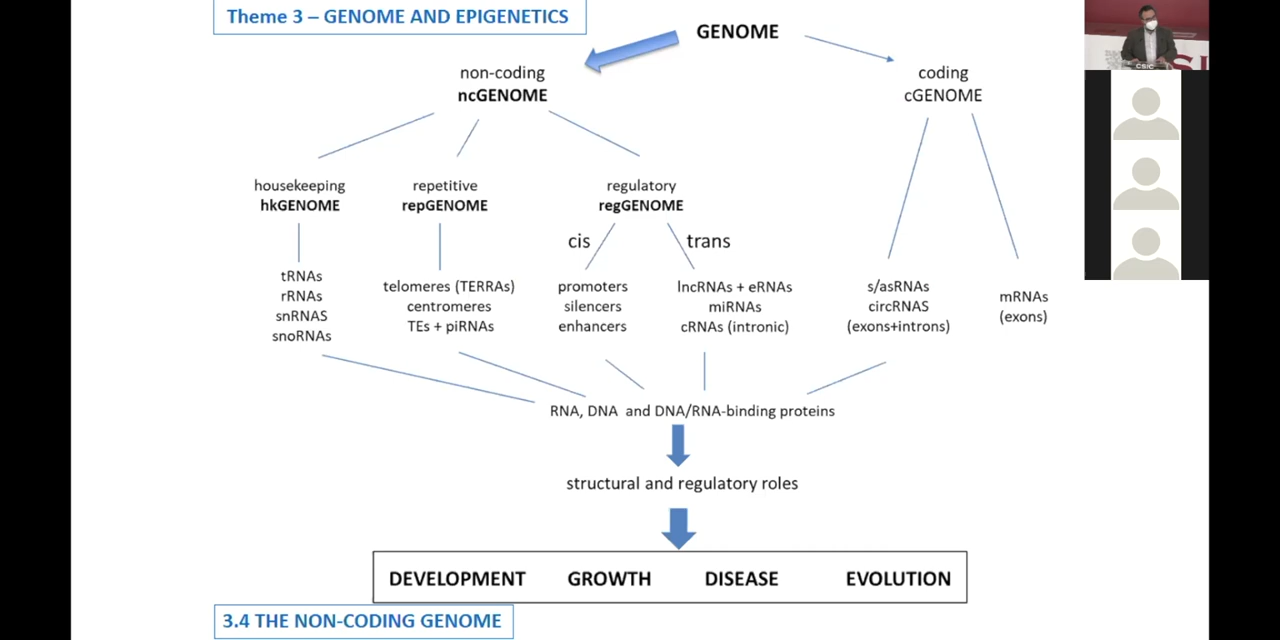 Theme 3 – GENOME AND EPIGENETICS
GENOME
non-coding
ncGENOME
coding
cGENOME
housekeeping
hkGENOME
repetitive
repGENOME
regulatory
regGENOME
cis
trans
tRNAs
rRNAs
snRNAS
snoRNAs
telomeres (TERRAs)
centromeres
TEs + piRNAs
promoters
silencers
enhancers
lncRNAs + eRNAs
miRNAs
cRNAs (intronic)
s/asRNAs
circRNAS
(exons+introns)
mRNAs
(exons)
RNA, DNA and DNA/RNA-binding proteins
structural and regulatory roles
DEVELOPMENT GROWTH DISEASE EVOLUTION
3.4 THE NON-CODING GENOME
CSIC